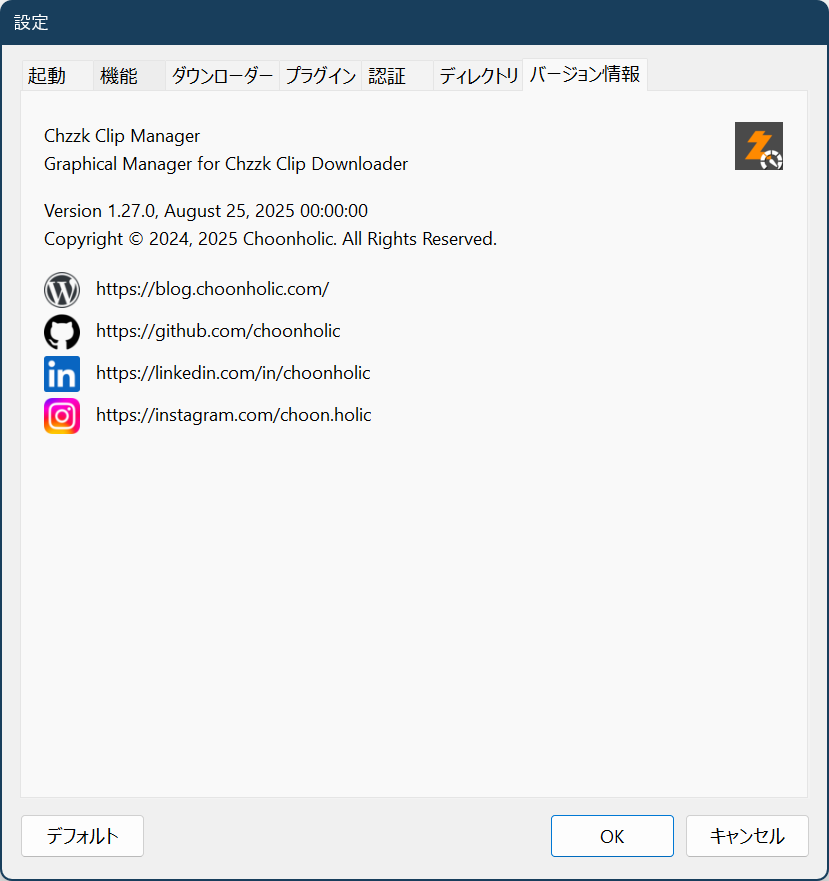 設定
起動 機能 ダウンローダー プラグイン 認証 ディレクトリ バージョン情報
Chzzk Clip Manager
Graphical Manager for Chzzk Clip Downloader
Version 1.27.0, August 25, 2025 00:00:00
Copyright © 2024, 2025 Choonholic. All Rights Reserved.
https://blog.choonholic.com/
https://github.com/choonholic
https://linkedin.com/in/choonholic
https://instagram.com/choon.holic
デフォルト OK キャンセル